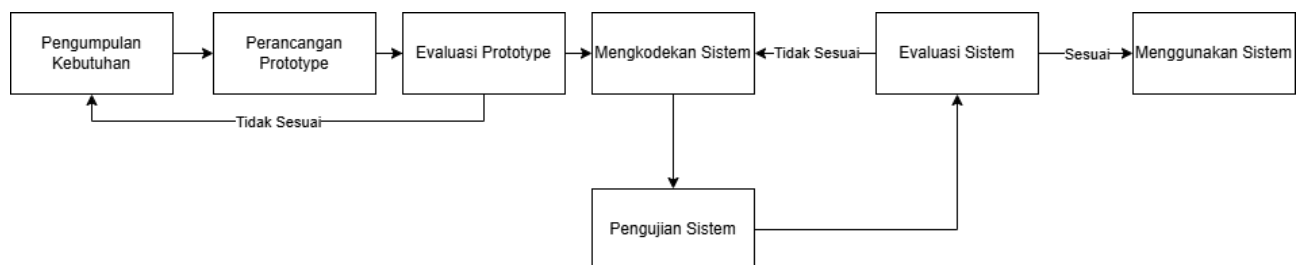 Pengumpulan
Kebutuhan
Perancangan
Prototype
Evaluasi Prototype
Mengkodekan Sistem
Tidak Sesuai
Evaluasi Sistem
Sesuai
Menggunakan Sistem
Tidak Sesuai
Pengujian Sistem